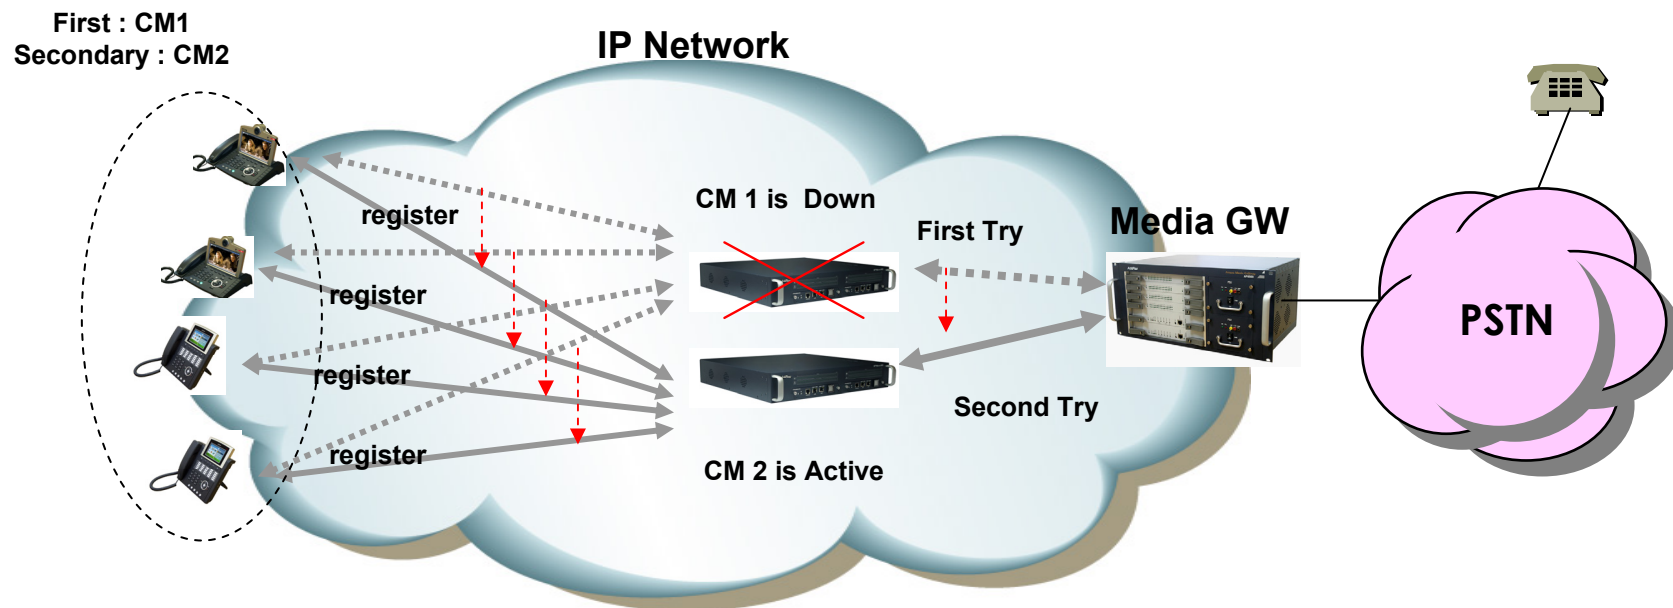 First : CM1
Secondary : CM2
IP Network
register
register
register
register
CM 1 is  Down
First Try
Media GW
Second Try
CM 2 is Active
PSTN